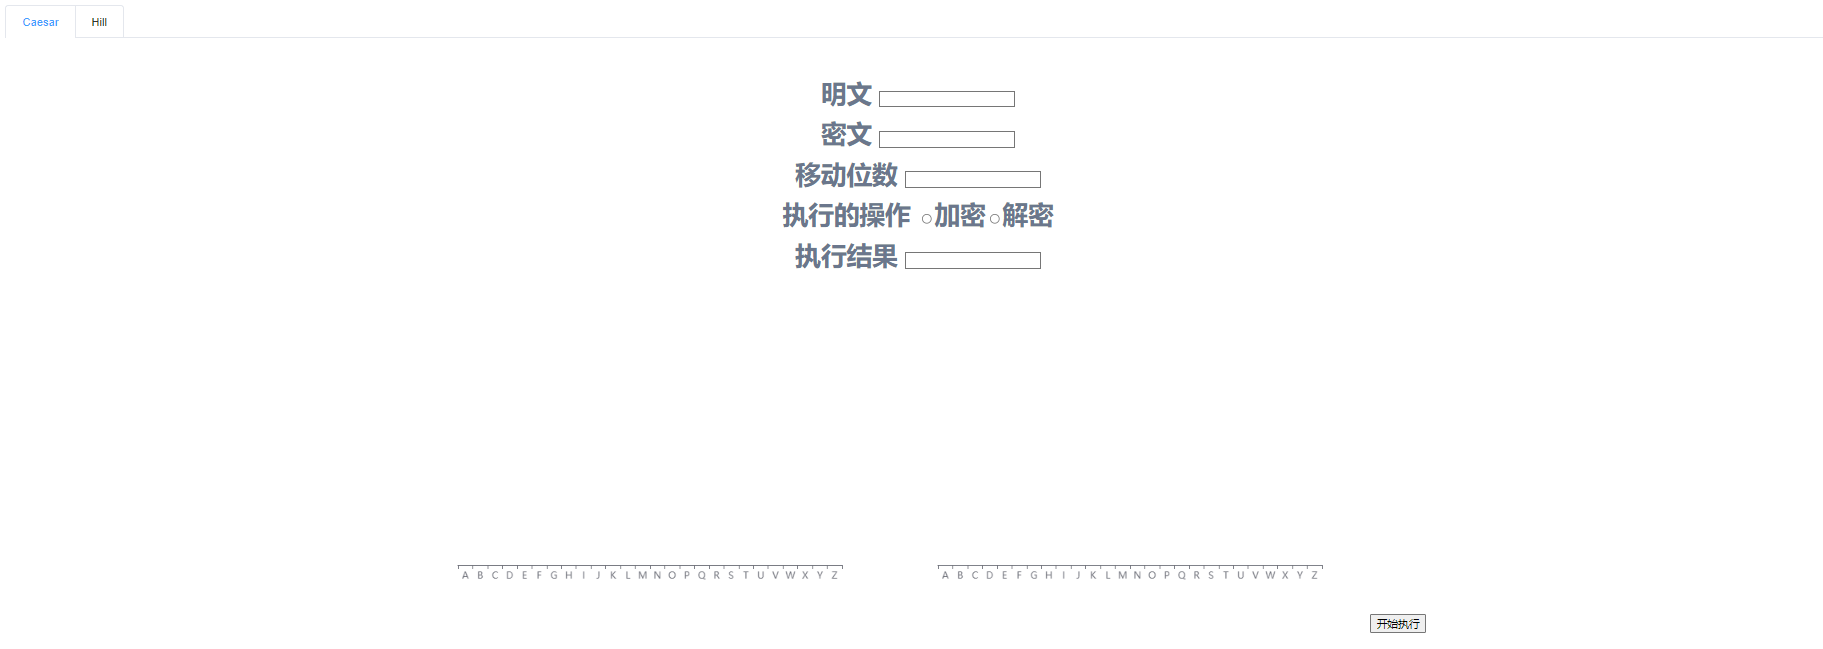 Caesar Hill
明文
密文
移动位数
执行的操作 加密 解密
执行结果
A B C D E F G H I J K L M N O P Q R S T U V W X Y Z
A B C D E F G H I J K L M N O P Q R S T U V W X Y Z
开始执行